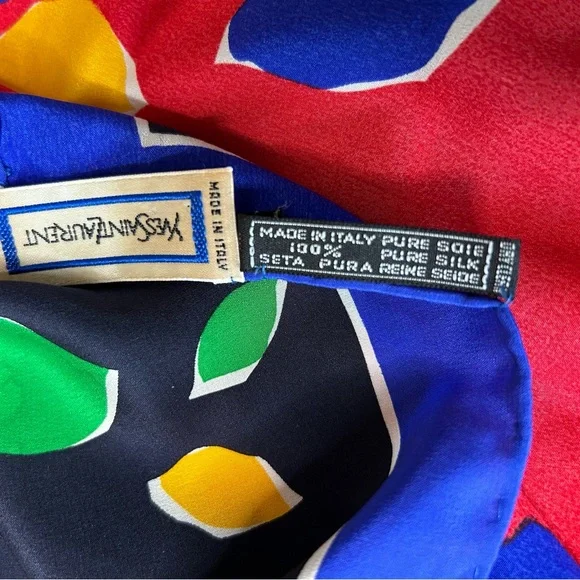 YVESSAINTLAURENT
MADE IN ITALY
MADE IN ITALY PURE SOIE
100% PURE SILK
SETA PURA REINE SEIDE